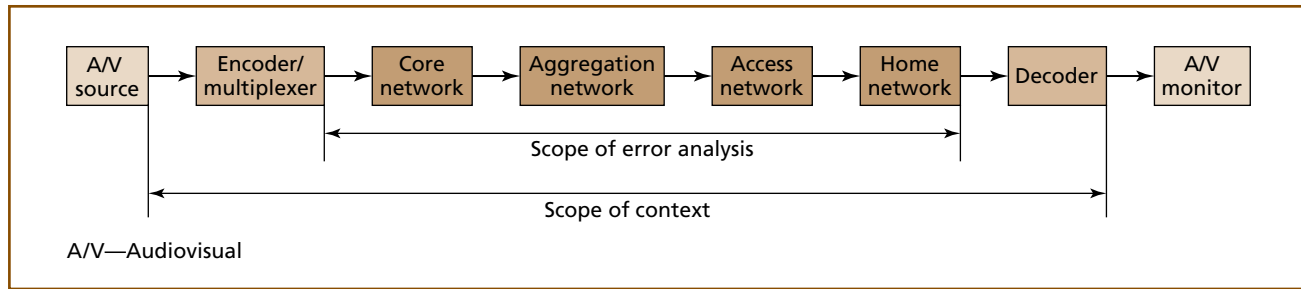 A/V
source
Encoder/
multiplexer
Core
network
Aggregation
network
Access
network
Home
network
Decoder
A/V
monitor
Scope of error analysis
Scope of context
A/V—Audiovisual